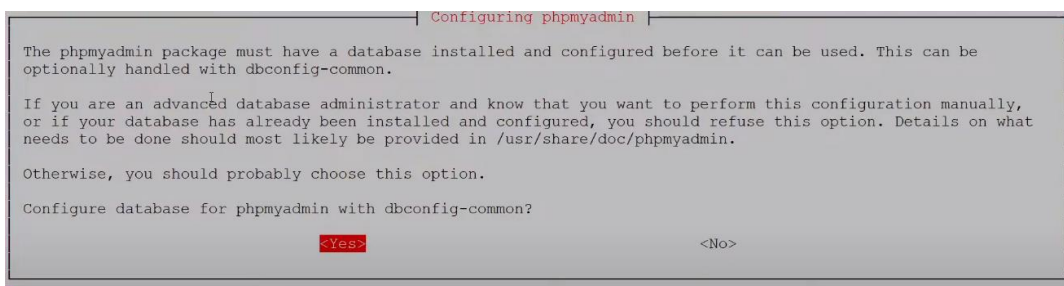 Configuring phpmyadmin
The phpmyadmin package must have a database installed and configured before it can be used. This can be
optionally handled with dbconfig-common.
If you are an advanced database administrator and know that you want to perform this configuration manually,
or if your database has already been installed and configured, you should refuse this option. Details on what
needs to be done should most likely be provided in /usr/share/doc/phpmyadmin.
Otherwise, you should probably choose this option.
Configure database for phpmyadmin with dbconfig-common?
<Yes> <No>